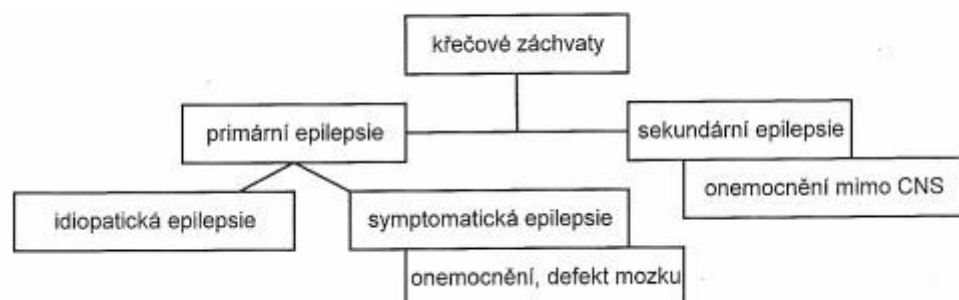 křečové záchvaty
primární epilepsie
sekundární epilepsie
onemocnění mimo CNS
idiopatická epilepsie
symptomatická epilepsie
onemocnění, defekt mozku